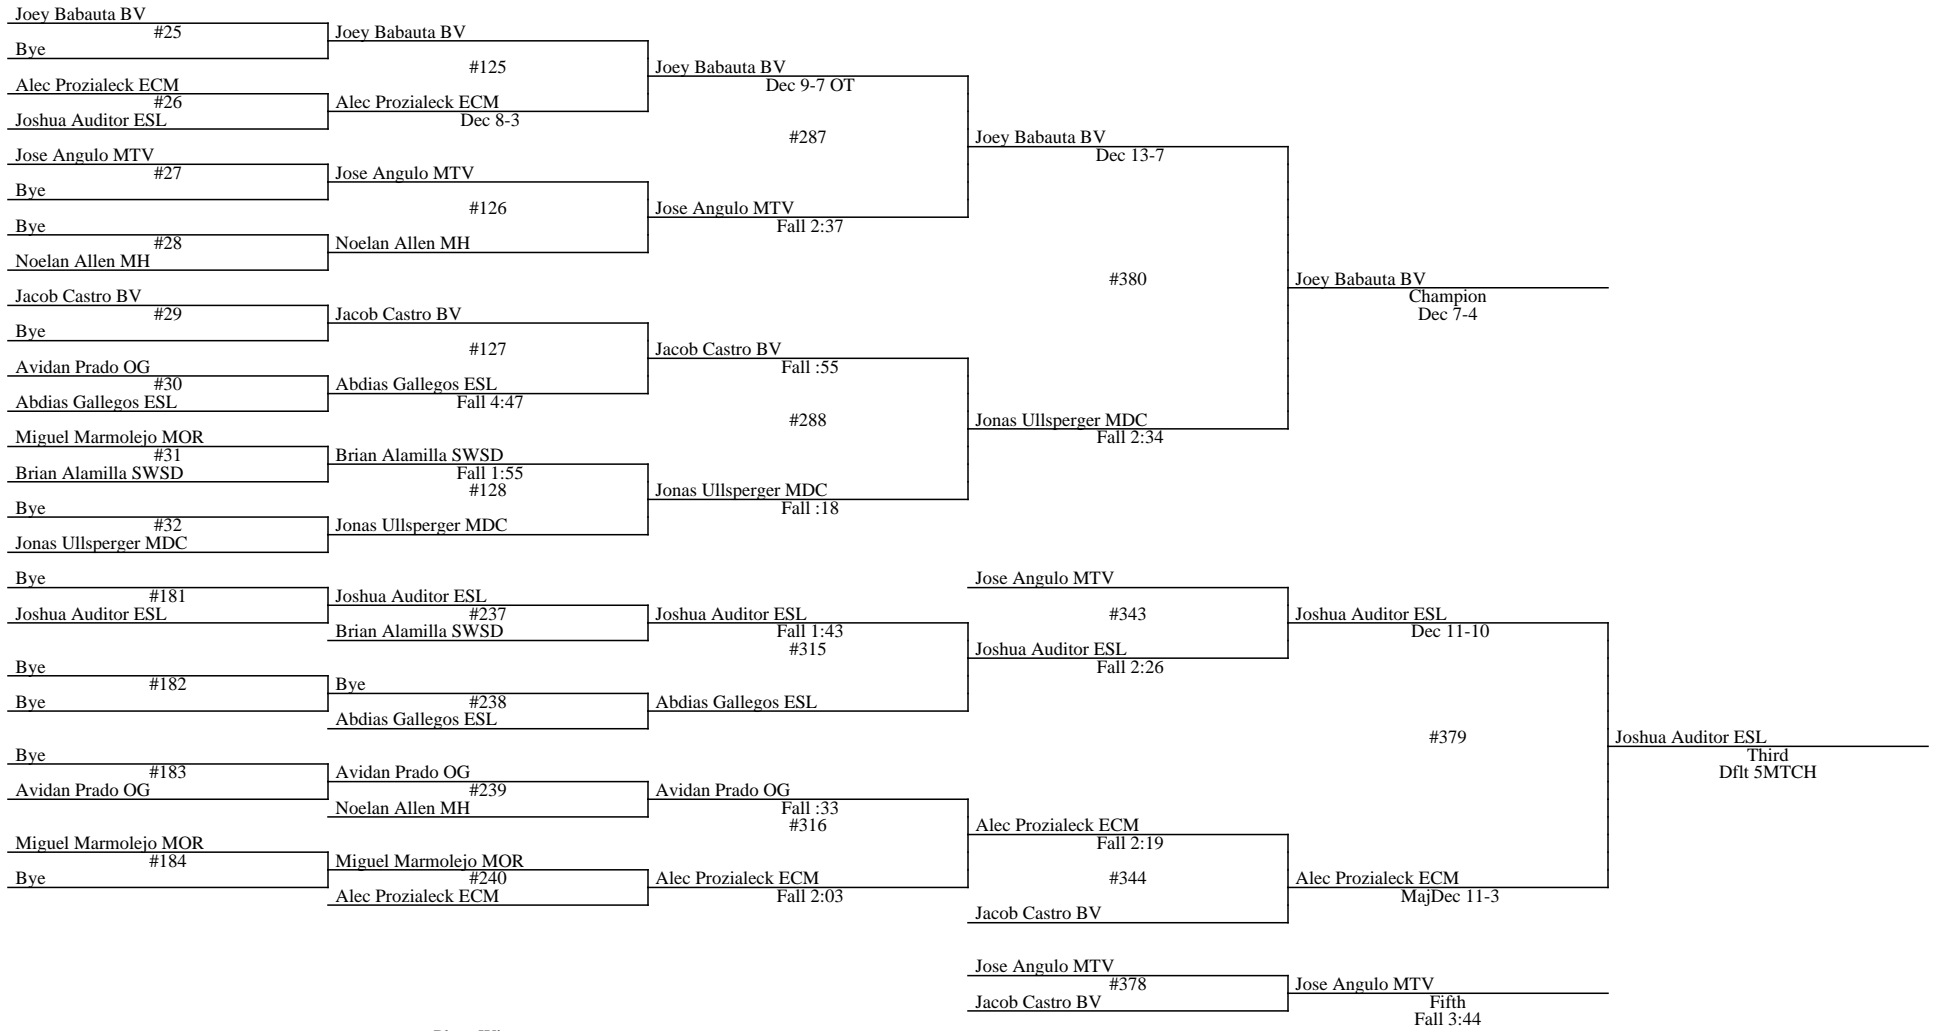 Joey Babauta BV
#25
Bye
Joey Babauta BV
#125
Alec Prozialeck ECM
#26
Joshua Auditor ESL
Alec Prozialeck ECM
Dec 8-3
Joey Babauta BV
Dec 9-7 OT
#287
Jose Angulo MTV
#27
Bye
Jose Angulo MTV
#126
Bye
#28
Noelan Allen MH
Noelan Allen MH
Jose Angulo MTV
Fall 2:37
Joey Babauta BV
Dec 13-7
#380
Jacob Castro BV
#29
Bye
Jacob Castro BV
#127
Avidan Prado OG
#30
Abdias Gallegos ESL
Abdias Gallegos ESL
Fall 4:47
Jacob Castro BV
Fall :55
#288
Miguel Marmolejo MOR
#31
Brian Alamilla SWSD
Brian Alamilla SWSD
Fall 1:55
#128
Bye
#32
Jonas Ullsperger MDC
Jonas Ullsperger MDC
Jonas Ullsperger MDC
Fall :18
Jonas Ullsperger MDC
Fall 2:34
Joey Babauta BV
Champion
Dec 7-4
Bye
#181
Joshua Auditor ESL
Joshua Auditor ESL
#237
Brian Alamilla SWSD
Joshua Auditor ESL
Fall 1:43
#315
Bye
#182
Bye
Bye
#238
Abdias Gallegos ESL
Abdias Gallegos ESL
Jose Angulo MTV
#343
Joshua Auditor ESL
Fall 2:26
Joshua Auditor ESL
Dec 11-10
#379
Bye
#183
Avidan Prado OG
Avidan Prado OG
#239
Noelan Allen MH
Avidan Prado OG
Fall :33
#316
Miguel Marmolejo MOR
#184
Bye
Miguel Marmolejo MOR
#240
Alec Prozialeck ECM
Alec Prozialeck ECM
Fall 2:03
Alec Prozialeck ECM
Fall 2:19
#344
Jacob Castro BV
Alec Prozialeck ECM
MajDec 11-3
Joshua Auditor ESL
Third
Dflt 5MTCH
Jose Angulo MTV
#378
Jacob Castro BV
Jose Angulo MTV
Fifth
Fall 3:44